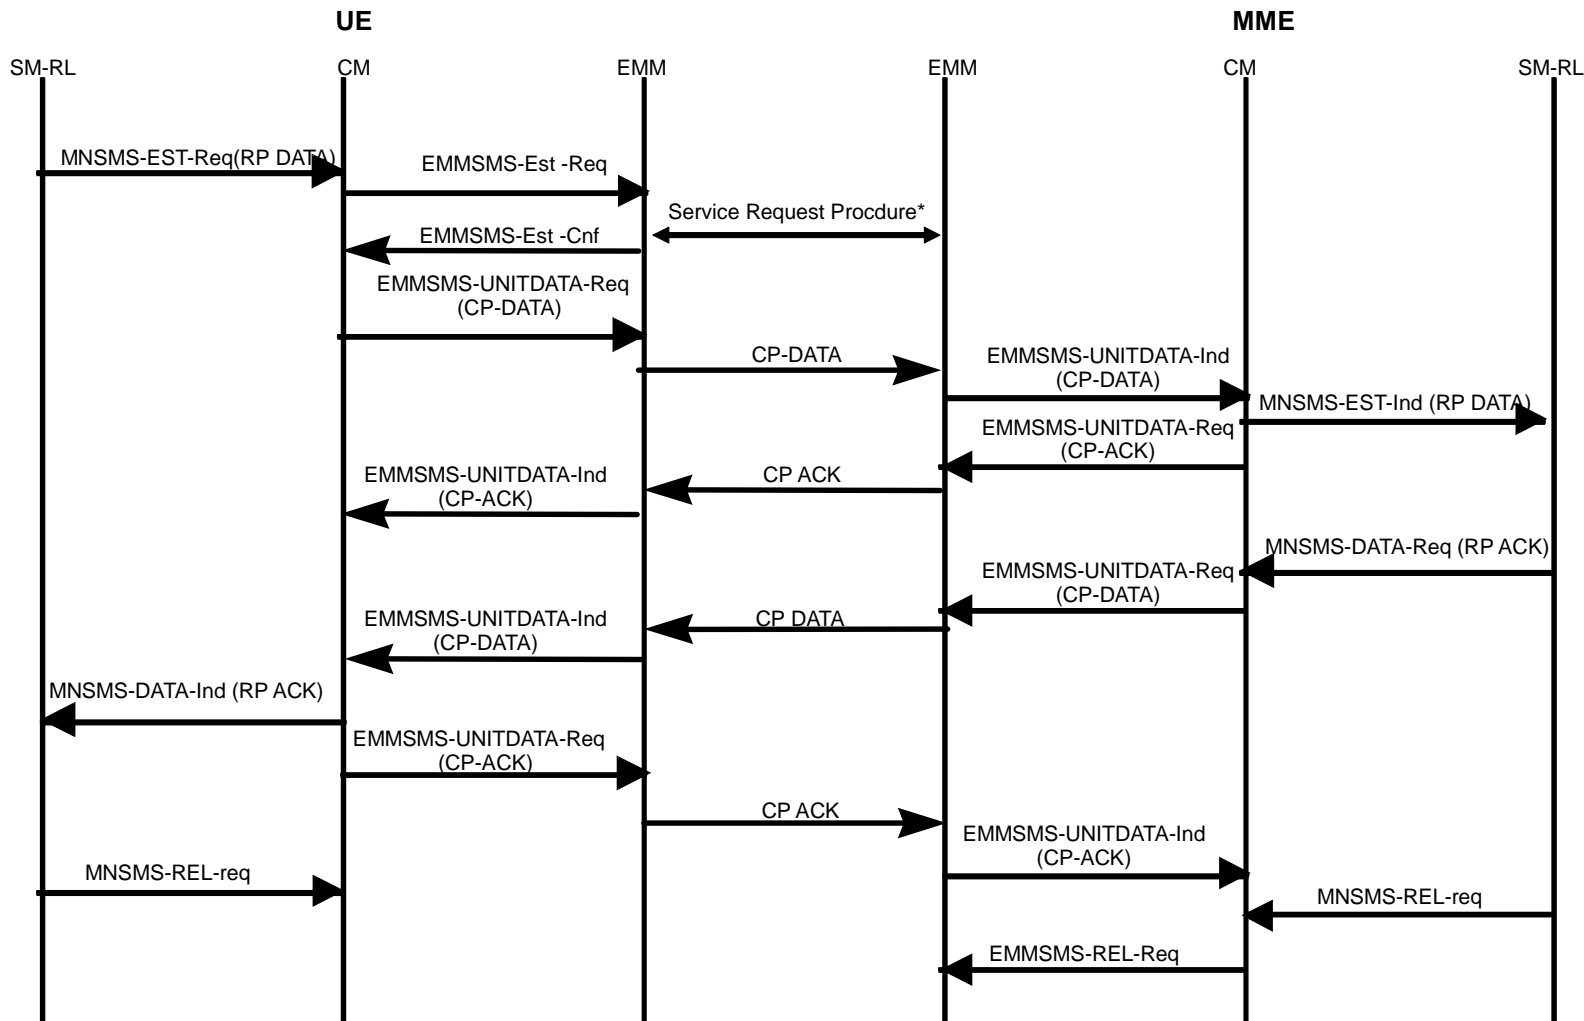 UE
MME
SM-RL
CM
EMM
EMM
CM
SM-RL
MNSMS-EST-Req(RP DATA)
EMMSMS-Est -Req
Service Request Procdure*
EMMSMS-Est -Cnf
EMMSMS-UNITDATA-Req
(CP-DATA)
CP-DATA
EMMSMS-UNITDATA-Ind
(CP-DATA)
MNSMS-EST-Ind (RP DATA)
EMMSMS-UNITDATA-Req
(CP-ACK)
CP ACK
EMMSMS-UNITDATA-Ind
(CP-ACK)
MNSMS-DATA-Req (RP ACK)
EMMSMS-UNITDATA-Req
(CP-DATA)
CP DATA
EMMSMS-UNITDATA-Ind
(CP-DATA)
MNSMS-DATA-Ind (RP ACK)
EMMSMS-UNITDATA-Req
(CP-ACK)
CP ACK
EMMSMS-UNITDATA-Ind
(CP-ACK)
MNSMS-REL-req
MNSMS-REL-req
EMMSMS-REL-Req